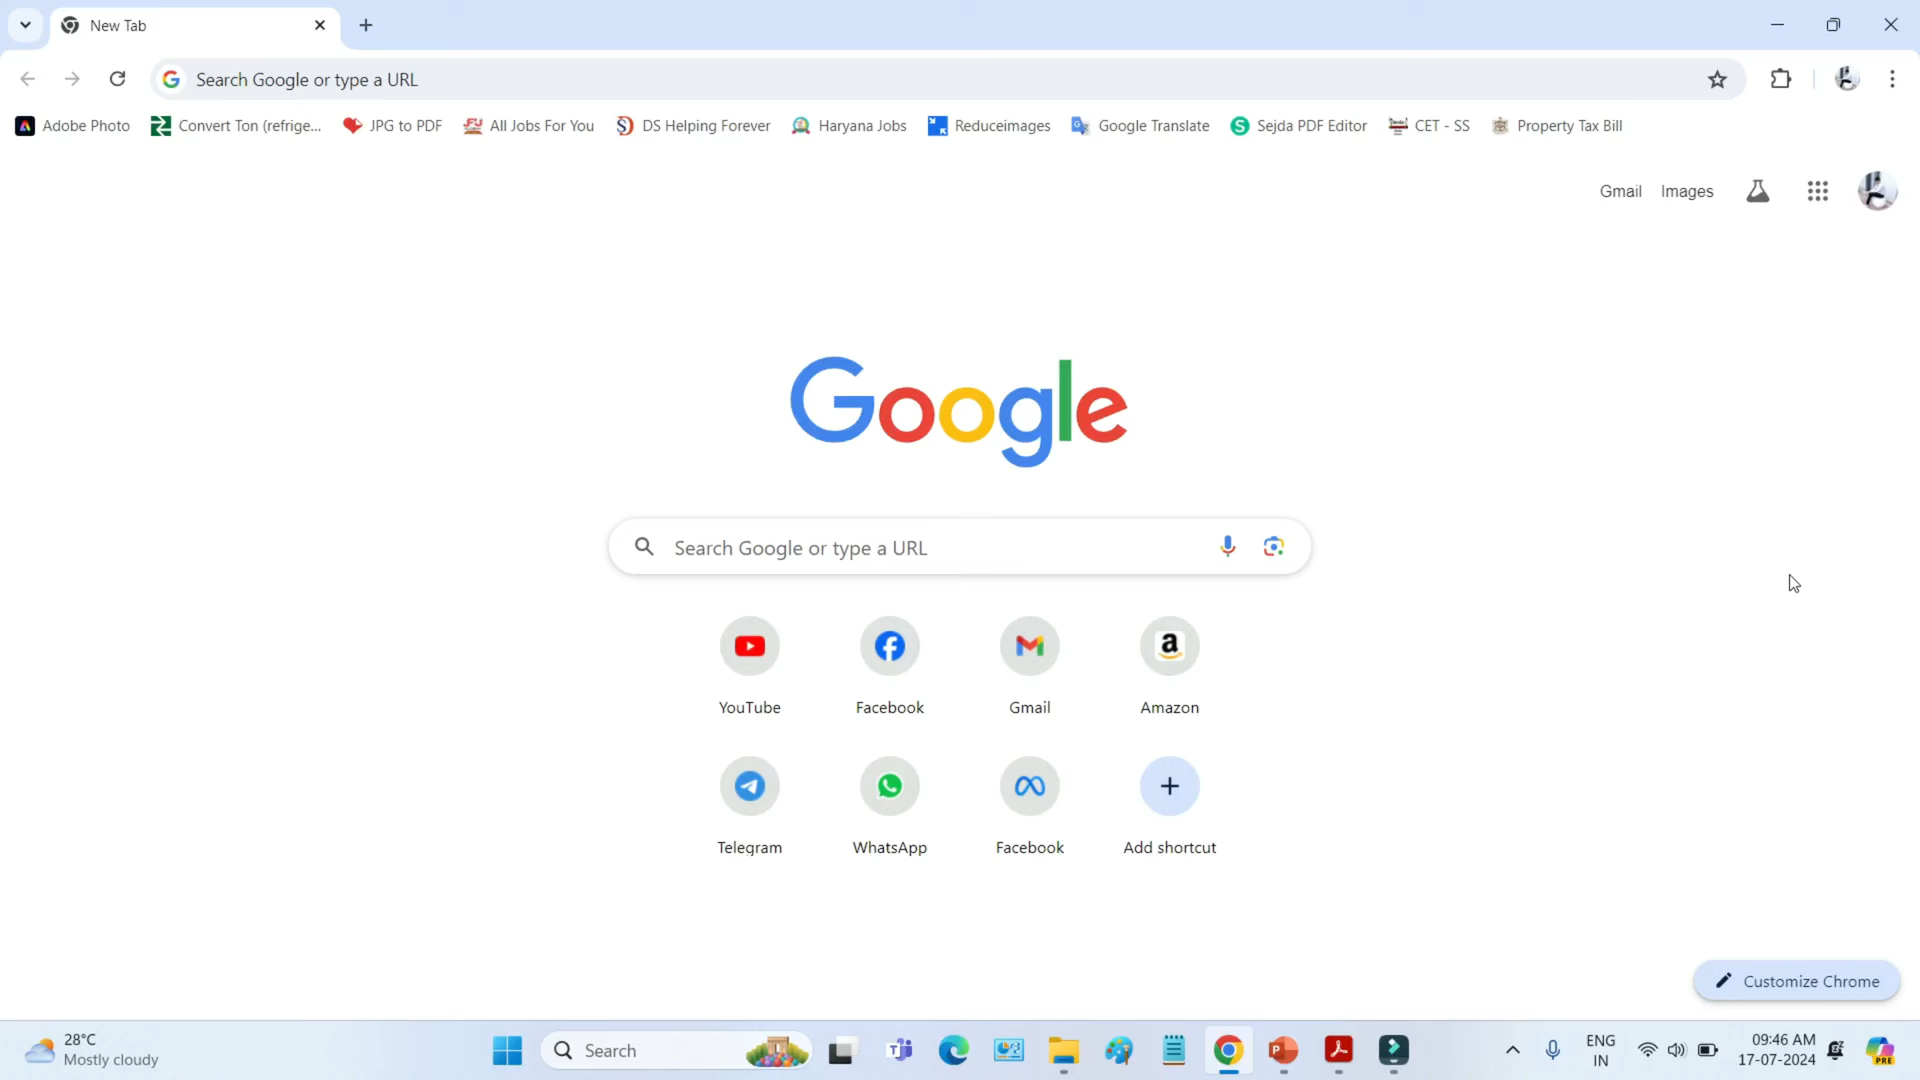 New Tab
Search Google or type a URL
Adobe Photo Convert Ton (refrige... JPG to PDF All Jobs For You DS Helping Forever Haryana Jobs Reduceimages Google Translate Sejda PDF Editor CET - SS Property Tax Bill
Gmail Images
Google
Search Google or type a URL
YouTube Facebook Gmail Amazon
Telegram WhatsApp Facebook Add shortcut
Customize Chrome
28°C
Mostly cloudy
Search
ENG
IN
09:46 AM
17-07-2024
PRE